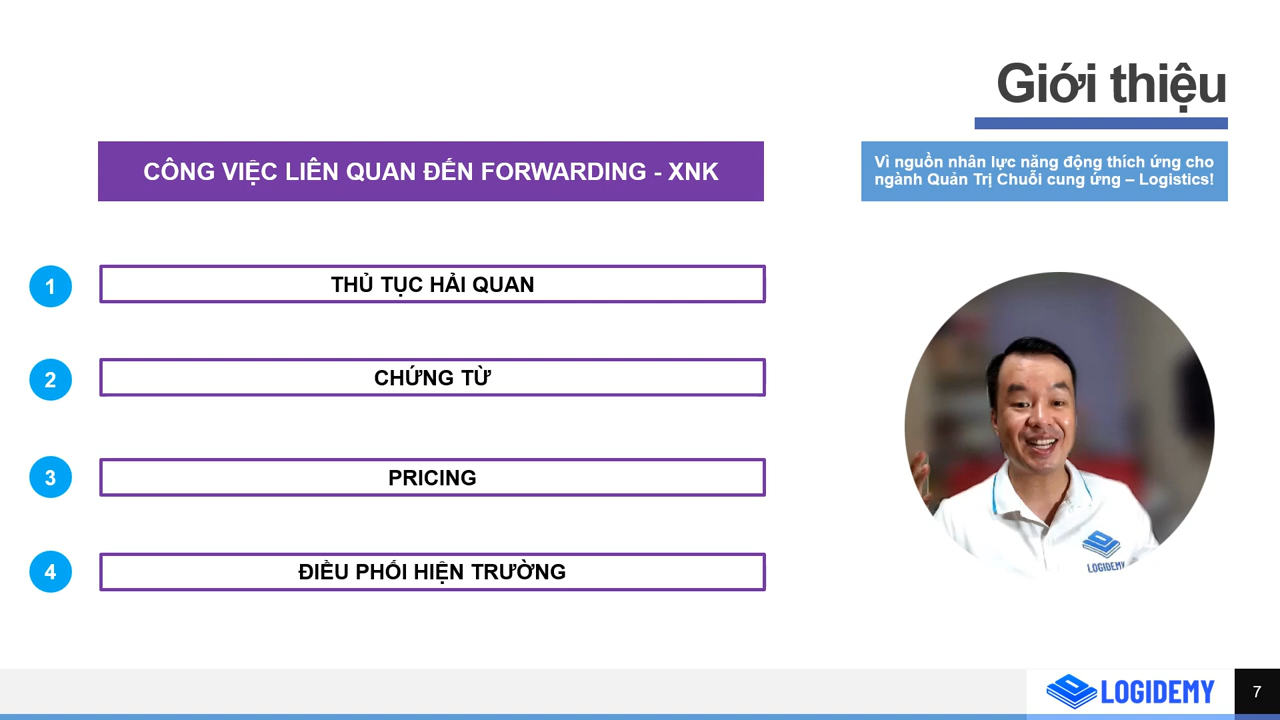 Giới thiệu
CÔNG VIỆC LIÊN QUAN ĐẾN FORWARDING - XNK
Vì nguồn nhân lực năng động thích ứng cho
ngành Quản Trị Chuỗi cung ứng – Logistics!
1
THỦ TỤC HẢI QUAN
2
CHỨNG TỪ
3
PRICING
4
ĐIỀU PHỐI HIỆN TRƯỜNG
LOGIDEMY
LOGIDEMY
7